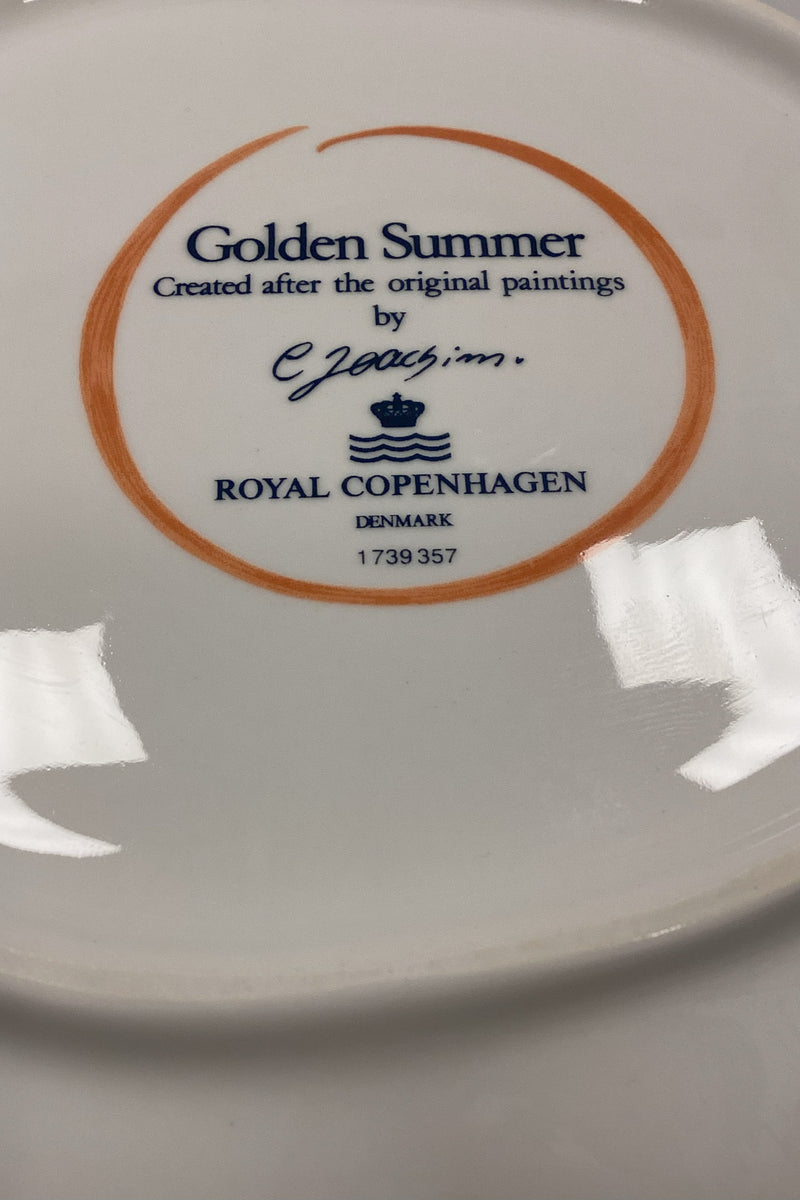 Golden Summer
Created after the original paintings
by
C Joachim.
ROYAL COPENHAGEN
DENMARK
1739357